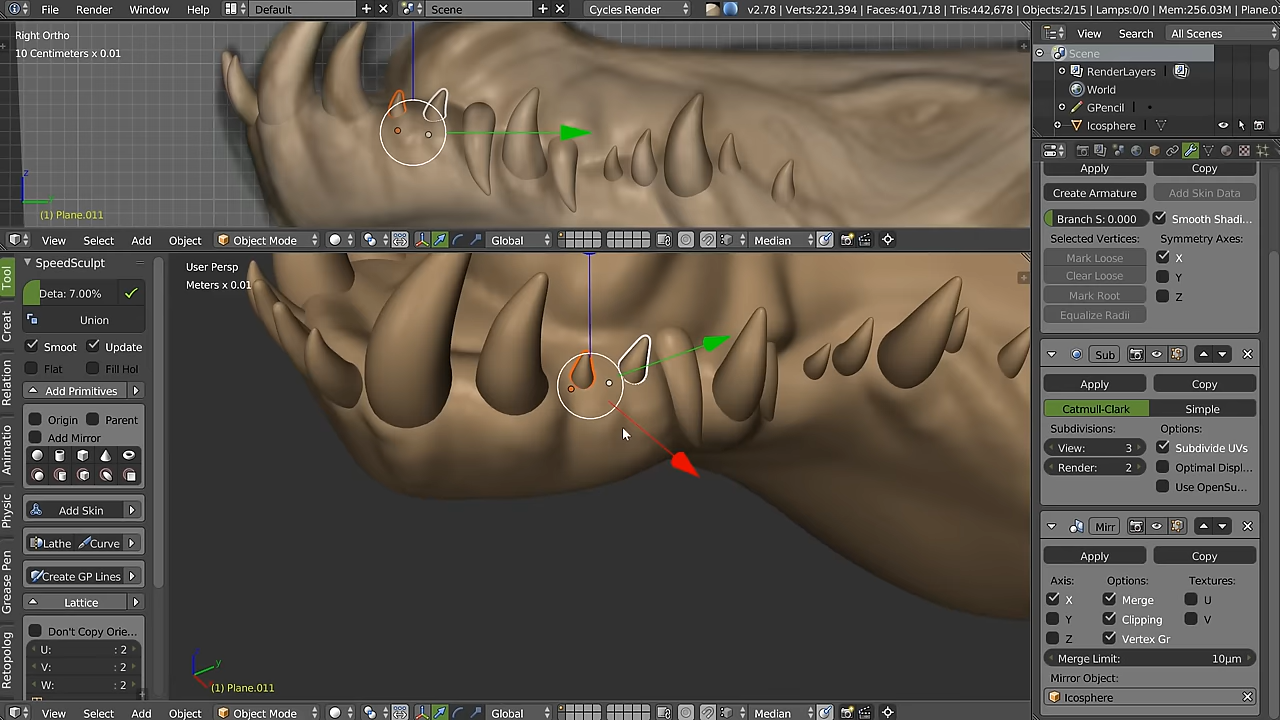 File Render Window Help Default Scene Cycles Render v2.78 | Verts:221,394 | Faces:401,718 | Tris:442,678 | Objects:2/15 | Lamps:0/0 | Mem:256.03M | Plane.0
Right Ortho
10 Centimeters x 0.01
z
(1) Plane.011
View Select Add Object Object Mode Global Median
SpeedSculpt
Deta: 7.00%
Union
Smoot Update
Flat Fill Hol
Add Primitives
Origin Parent
Add Mirror
Add Skin
Lathe Curve
Create GP Lines
Lattice
Don't Copy Orie...
U: : 2
V: : 2
W: : 2
Tool
Creat
Relation
Animatio
Physic
Grease Pen
Retopolog
User Persp
Meters x 0.01
y
(1) Plane.011
View Select Add Object Object Mode Global Median
View Search All Scenes
Scene
RenderLayers
World
GPencil
Icosphere
Apply Copy
Create Armature Add Skin Data
Branch S: 0.000 Smooth Shadi...
Selected Vertices: Symmetry Axes:
Mark Loose X
Clear Loose Y
Mark Root Z
Equalize Radii
Sub
Apply Copy
Catmull-Clark Simple
Subdivisions: Options:
View: 3 Subdivide UVs
Render: 2 Optimal Displ...
Use OpenSu...
Mirr
Apply Copy
Axis: Options: Textures:
X Merge U
Y Clipping V
Z Vertex Gr
Merge Limit: 10µm
Mirror Object:
Icosphere